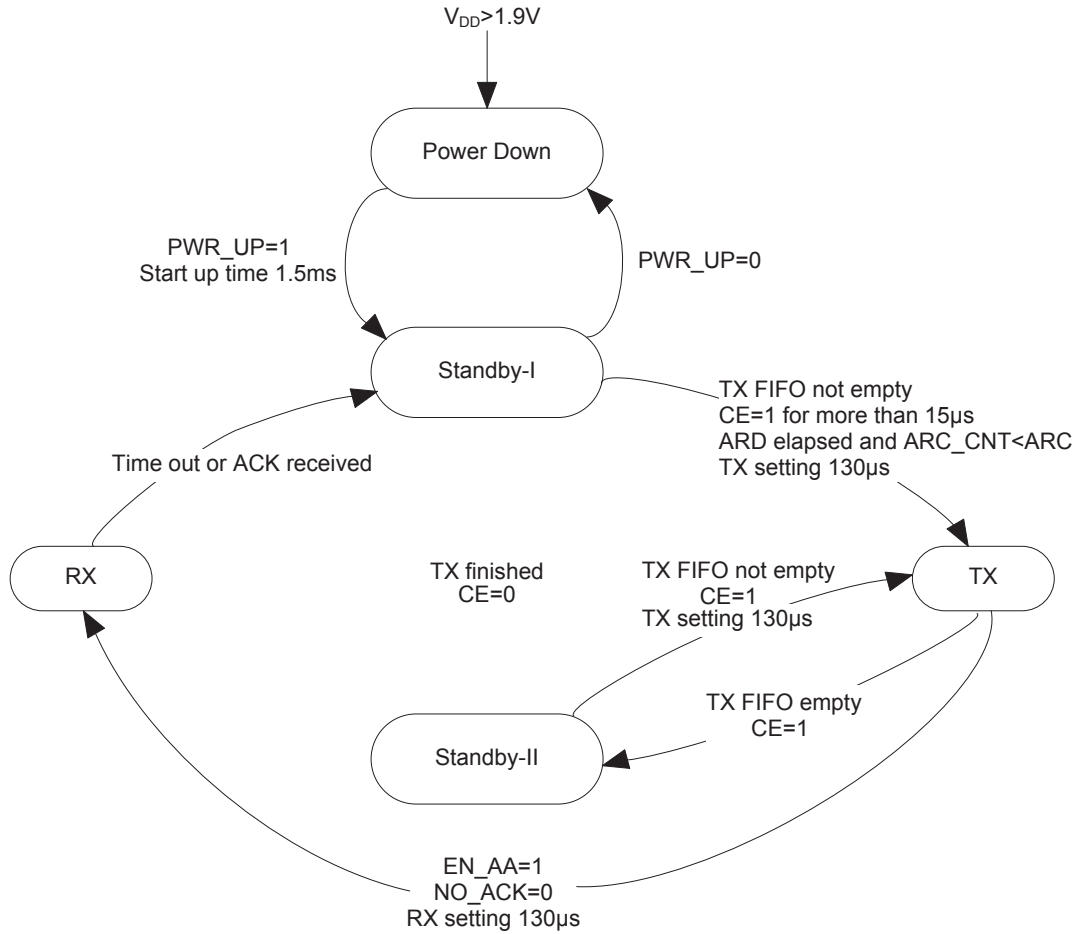 VDD>1.9V
Power Down
PWR_UP=1
Start up time 1.5ms
PWR_UP=0
Standby-I
TX FIFO not empty
CE=1 for more than 15µs
ARD elapsed and ARC_CNT<ARC
TX setting 130µs
Time out or ACK received
RX
TX finished
CE=0
TX FIFO not empty
CE=1
TX setting 130µs
TX
TX FIFO empty
CE=1
Standby-II
EN_AA=1
NO_ACK=0
RX setting 130µs